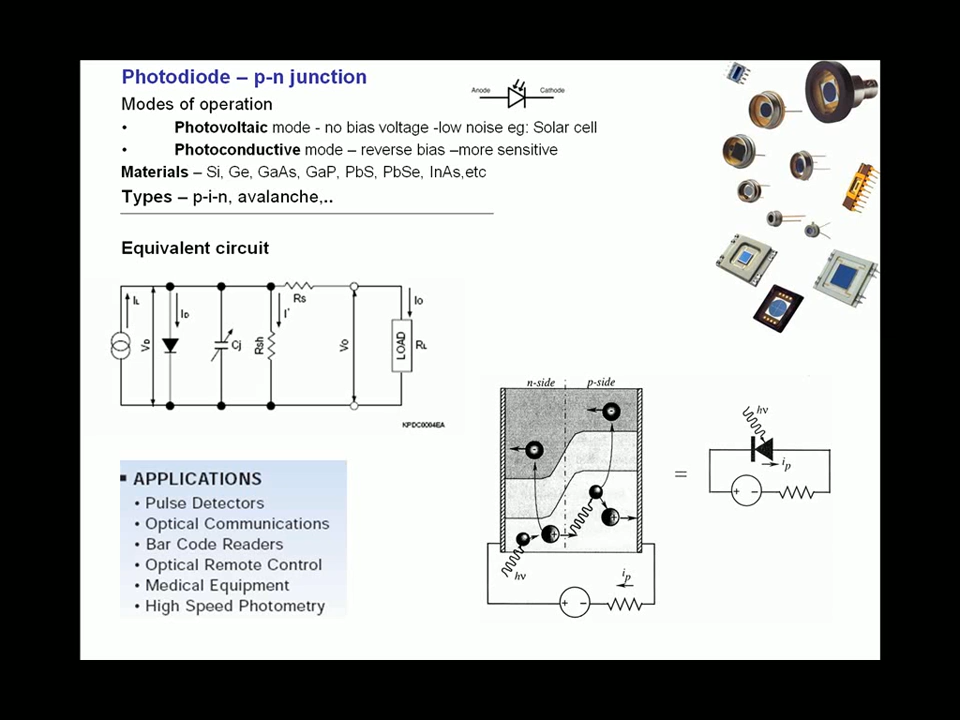 Photodiode – p-n junction
Anode
Cathode
Modes of operation
• Photovoltaic mode - no bias voltage -low noise eg: Solar cell
• Photoconductive mode – reverse bias –more sensitive
Materials – Si, Ge, GaAs, GaP, PbS, PbSe, InAs,etc
Types – p-i-n, avalanche,..
Equivalent circuit
IL
VD
ID
Cj
Rsh
I'
Rs
Vo
Io
LOAD
RL
KPDC0004EA
▪ APPLICATIONS
• Pulse Detectors
• Optical Communications
• Bar Code Readers
• Optical Remote Control
• Medical Equipment
• High Speed Photometry
n-side
p-side
hν
ip
+ −
=
hν
ip
+ −